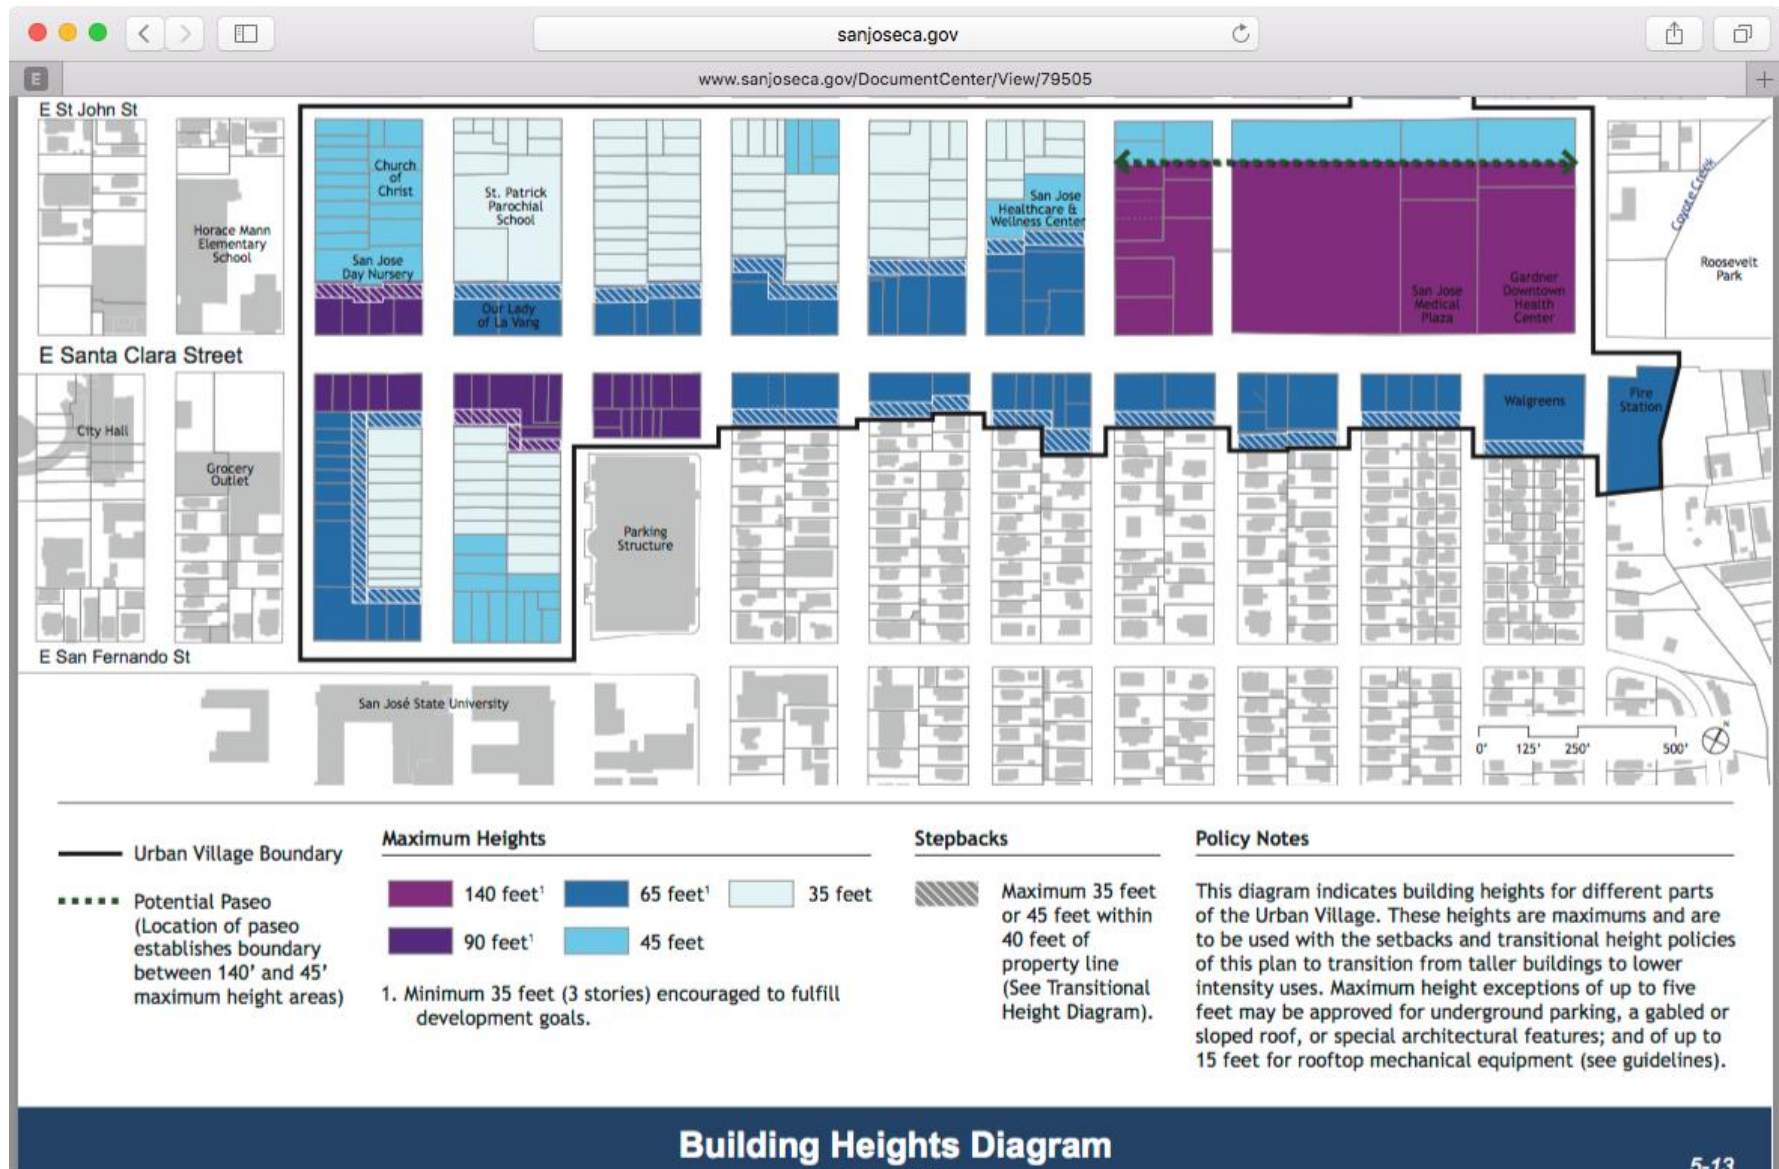 sanjoseca.gov
E
www.sanjoseca.gov/DocumentCenter/View/79505
+
E St John St
Church
of
Christ
St. Patrick
Parochial
School
Horace Mann
Elementary
School
San Jose
Day Nursery
Our Lady
of La Vang
San Jose
Healthcare &
Wellness Center
San Jose
Medical
Plaza
Gardner
Downtown
Health
Center
Coyote Creek
Roosevelt
Park
E Santa Clara Street
City Hall
Grocery
Outlet
Parking
Structure
Walgreens
Fire
Station
E San Fernando St
San José State University
0' 125' 250' 500'
N
Urban Village Boundary
Potential Paseo
(Location of paseo
establishes boundary
between 140’ and 45’
maximum height areas)
Maximum Heights
140 feet¹ 65 feet¹ 35 feet
90 feet¹ 45 feet
1. Minimum 35 feet (3 stories) encouraged to fulfill
development goals.
Stepbacks
Maximum 35 feet
or 45 feet within
40 feet of
property line
(See Transitional
Height Diagram).
Policy Notes
This diagram indicates building heights for different parts
of the Urban Village. These heights are maximums and are
to be used with the setbacks and transitional height policies
of this plan to transition from taller buildings to lower
intensity uses. Maximum height exceptions of up to five
feet may be approved for underground parking, a gabled or
sloped roof, or special architectural features; and of up to
15 feet for rooftop mechanical equipment (see guidelines).
Building Heights Diagram
5-13